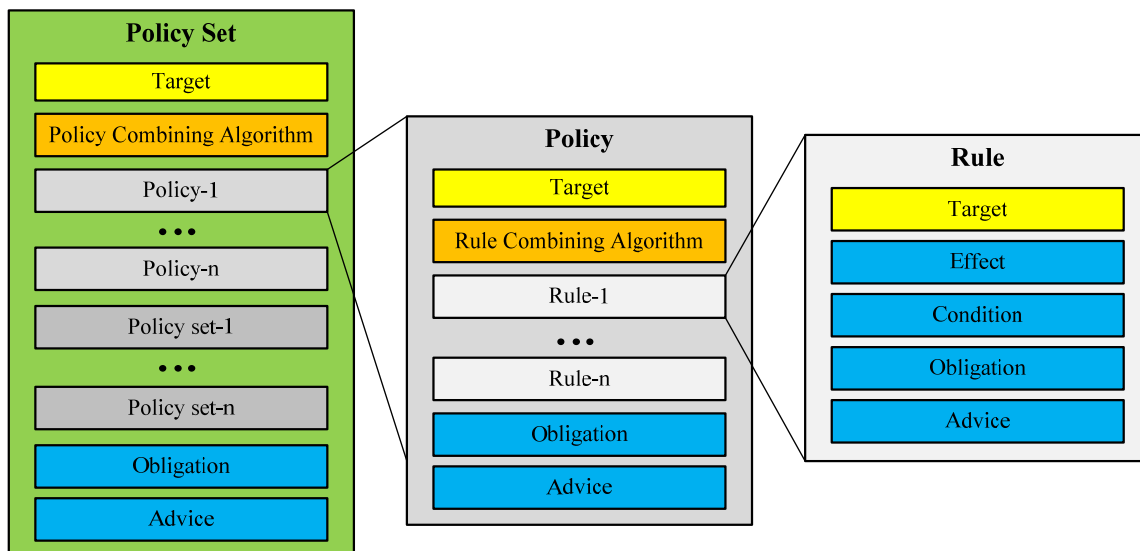 Policy Set
Target
Policy Combining Algorithm
Policy-1
...
Policy-n
Policy set-1
...
Policy set-n
Obligation
Advice
Policy
Target
Rule Combining Algorithm
Rule-1
...
Rule-n
Obligation
Advice
Rule
Target
Effect
Condition
Obligation
Advice